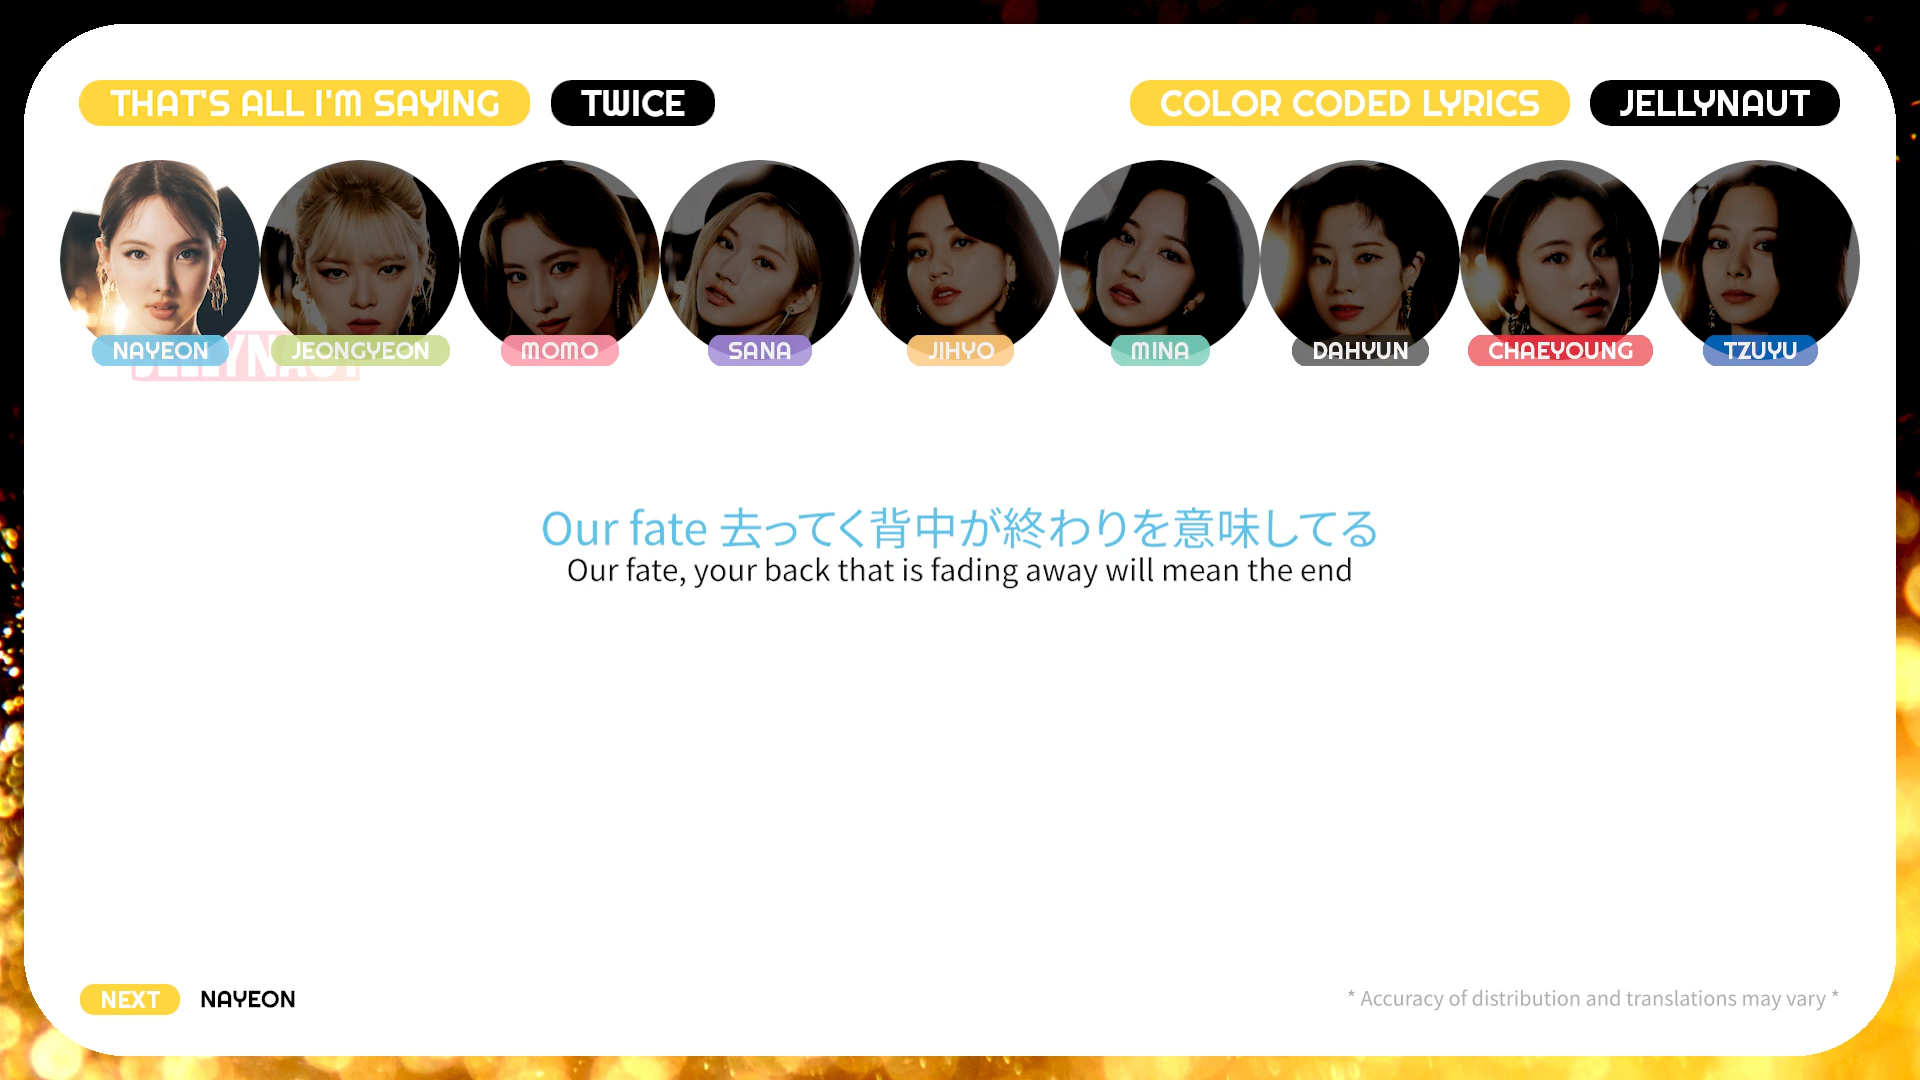 THAT'S ALL I'M SAYING TWICE COLOR CODED LYRICS JELLYNAUT
NAYEON JEONGYEON MOMO SANA JIHYO MINA DAHYUN CHAEYOUNG TZUYU
JELLYNAUT
Our fate 去ってく背中が終わりを意味してる
Our fate, your back that is fading away will mean the end
NEXT NAYEON
* Accuracy of distribution and translations may vary *